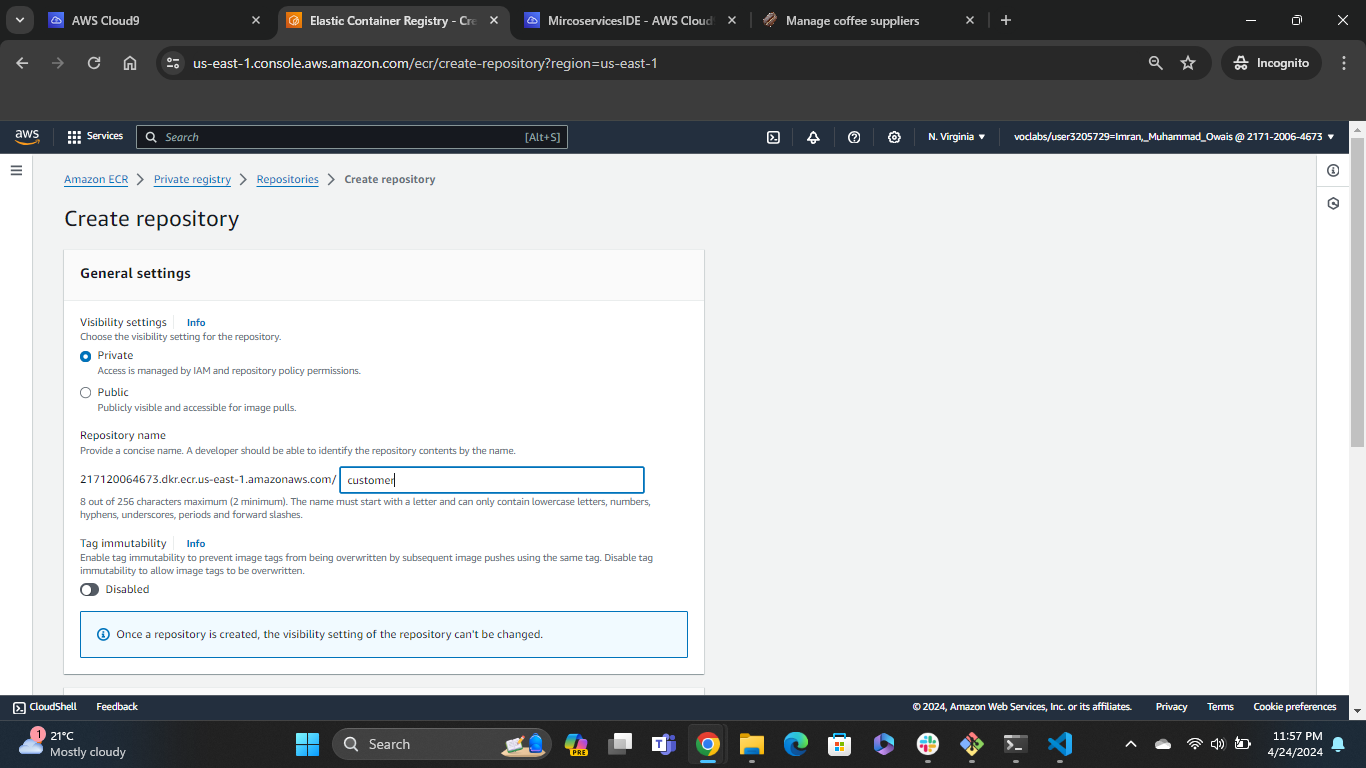 AWS Cloud9
Elastic Container Registry - Cre
MircoservicesIDE - AWS Cloud
Manage coffee suppliers
us-east-1.console.aws.amazon.com/ecr/create-repository?region=us-east-1
Incognito
aws
Services
Search
[Alt+S]
N. Virginia
voclabs/user3205729=Imran,_Muhammad_Owais @ 2171-2006-4673
Amazon ECR
Private registry
Repositories
Create repository
Create repository
General settings
Visibility settings
Info
Choose the visibility setting for the repository.
Private
Access is managed by IAM and repository policy permissions.
Public
Publicly visible and accessible for image pulls.
Repository name
Provide a concise name. A developer should be able to identify the repository contents by the name.
217120064673.dkr.ecr.us-east-1.amazonaws.com/
customer
8 out of 256 characters maximum (2 minimum). The name must start with a letter and can only contain lowercase letters, numbers,
hyphens, underscores, periods and forward slashes.
Tag immutability
Info
Enable tag immutability to prevent image tags from being overwritten by subsequent image pushes using the same tag. Disable tag
immutability to allow image tags to be overwritten.
Disabled
Once a repository is created, the visibility setting of the repository can't be changed.
CloudShell
Feedback
© 2024, Amazon Web Services, Inc. or its affiliates.
Privacy
Terms
Cookie preferences
1
21°C
Mostly cloudy
Search
PRE
11:57 PM
4/24/2024